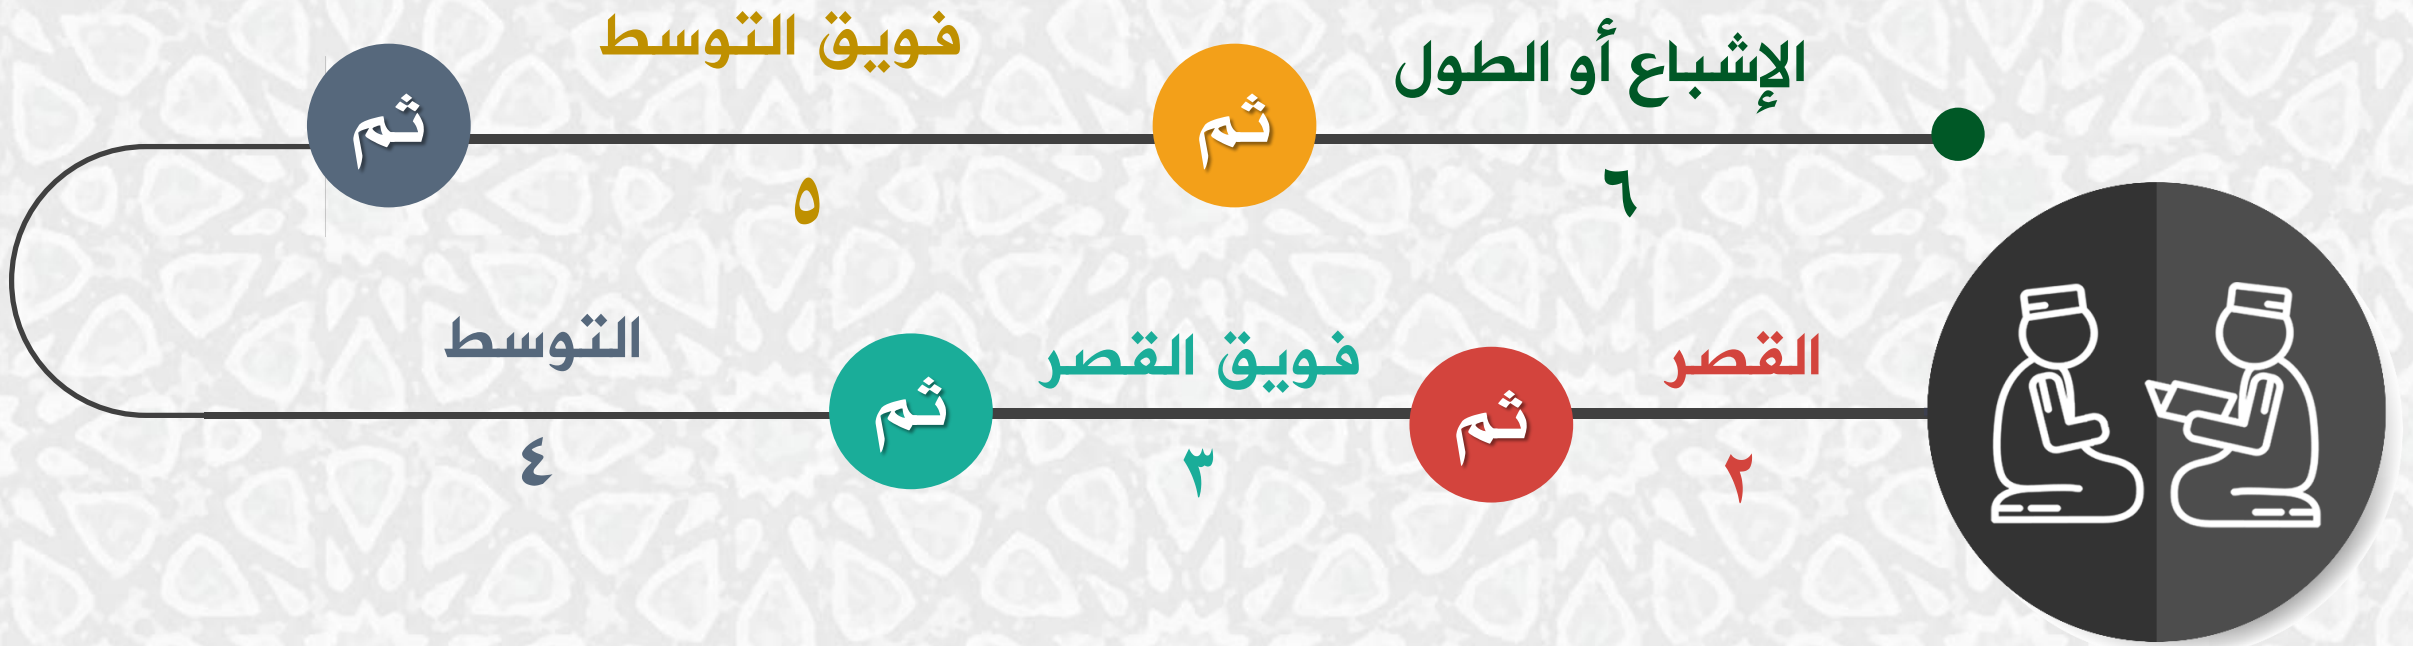 الإشباع أو الطول
٦
ثم
فويق التوسط
٥
ثم
القصر
٢
ثم
فويق القصر
٣
ثم
التوسط
٤